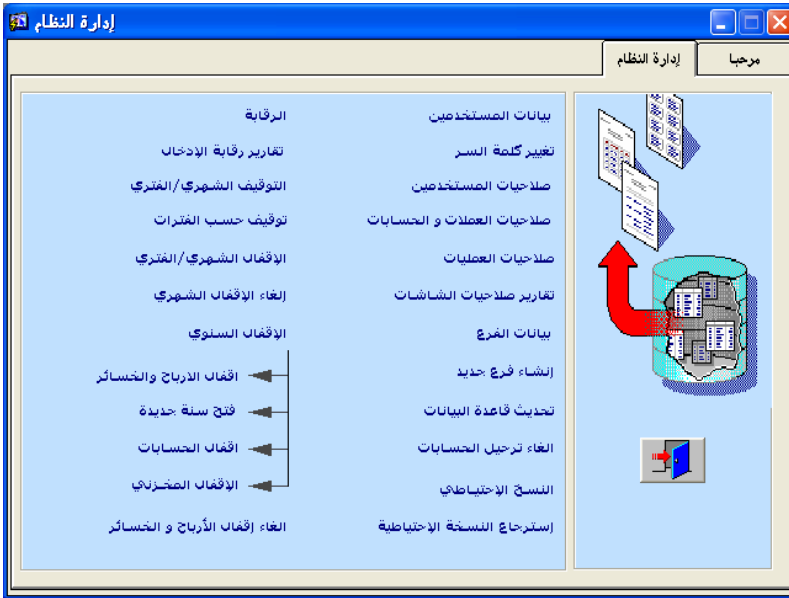 إدارة النظام
مرحبا
إدارة النظام
بيانات المستخدمين
تغيير كلمة السر
صلاحيات المستخدمين
صلاحيات العملات و الحسابات
صلاحيات العمليات
تقارير صلاحيات الشاشات
بيانات الفرع
إنشاء فرع جديد
تحديث قاعدة البيانات
الغاء ترحيل الحسابات
النسخ الإحتياطي
إسترجاع النسخة الإحتياطية
الرقابة
تقارير رقابة الإدخال
التوقيف الشهري/الفتري
توقيف حسب الفترات
الإقفال الشهري/الفتري
إلغاء الإقفال الشهري
الإقفال السنوي
اقفال الارباح والخسائر
فتح سنة جديدة
اقفال الحسابات
الإقفال المخزني
الغاء إقفال الأرباح و الخسائر